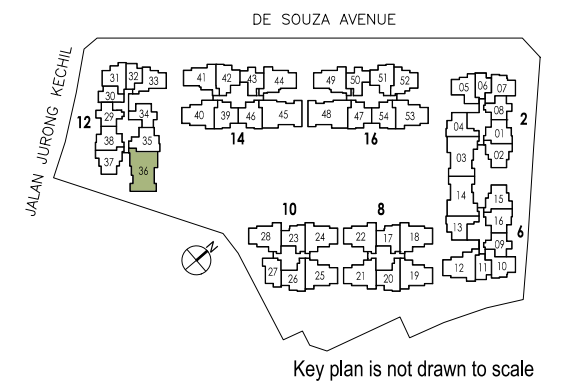 DE SOUZA AVENUE
JALAN JURONG KECHIL
31 32 33
30
12 29 34
38 35
37 36
41 42 43 44
40 39 46 45
14
49 50 51 52
48 47 54 53
16
05 06 07
08
04 01 2
03 02
14 15
13 16
09 6
12 11 10
10
28 23 24
27 26 25
8
22 17 18
21 20 19
N
Key plan is not drawn to scale